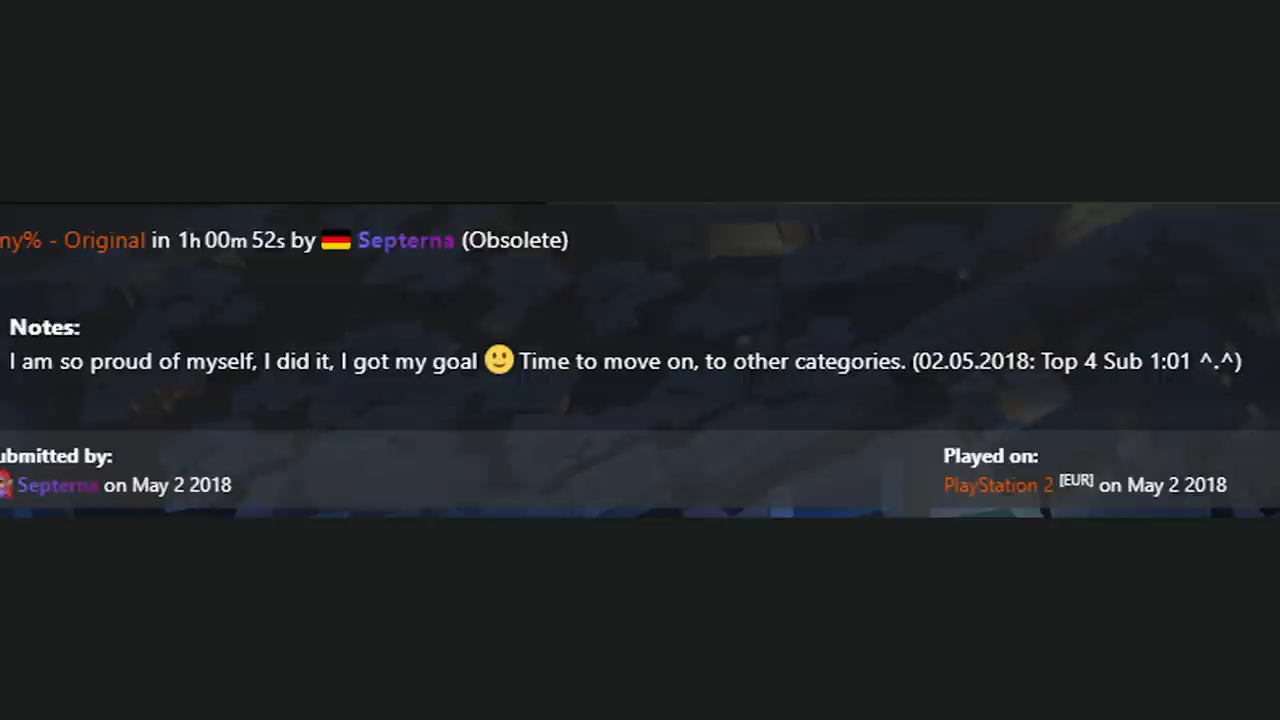 ny% - Original in 1h 00m 52s by Septerna (Obsolete)
Notes:
I am so proud of myself, I did it, I got my goal 🙂 Time to move on, to other categories. (02.05.2018: Top 4 Sub 1:01 ^.^)
ubmitted by:
Septerna on May 2 2018
Played on:
PlayStation 2 [EUR] on May 2 2018